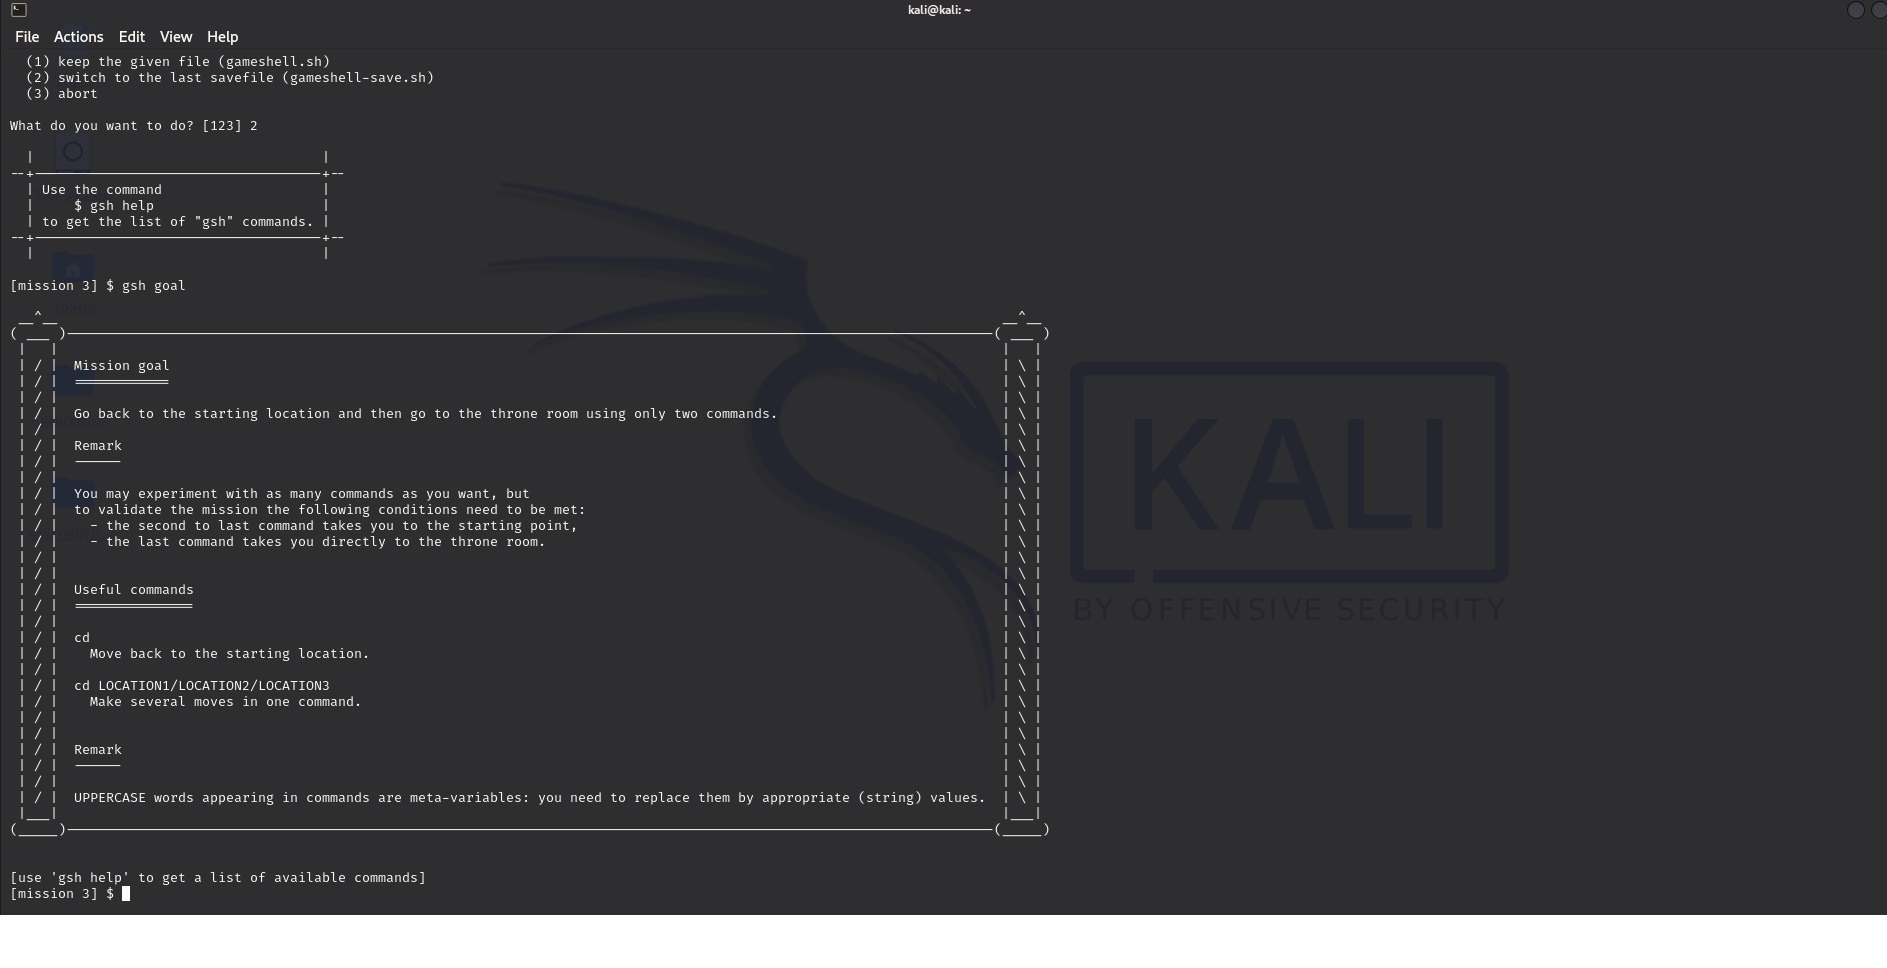 kali@kali: ~
File Actions Edit View Help
(1) keep the given file (gameshell.sh)
(2) switch to the last savefile (gameshell-save.sh)
(3) abort
What do you want to do? [123] 2
Use the command
$ gsh help
to get the list of "gsh" commands.
[mission 3] $ gsh goal
Mission goal
Go back to the starting location and then go to the throne room using only two commands.
Remark
You may experiment with as many commands as you want, but
to validate the mission the following conditions need to be met:
- the second to last command takes you to the starting point,
- the last command takes you directly to the throne room.
Useful commands
cd
Move back to the starting location.
cd LOCATION1/LOCATION2/LOCATION3
Make several moves in one command.
Remark
UPPERCASE words appearing in commands are meta-variables: you need to replace them by appropriate (string) values.
[use 'gsh help' to get a list of available commands]
[mission 3] $
KALI
BY OFFENSIVE SECURITY